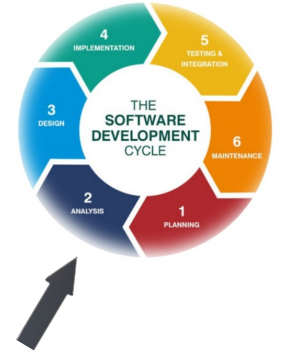 THE
SOFTWARE
DEVELOPMENT
CYCLE
1
PLANNING
2
ANALYSIS
3
DESIGN
4
IMPLEMENTATION
5
TESTING &
INTEGRATION
6
MAINTENANCE